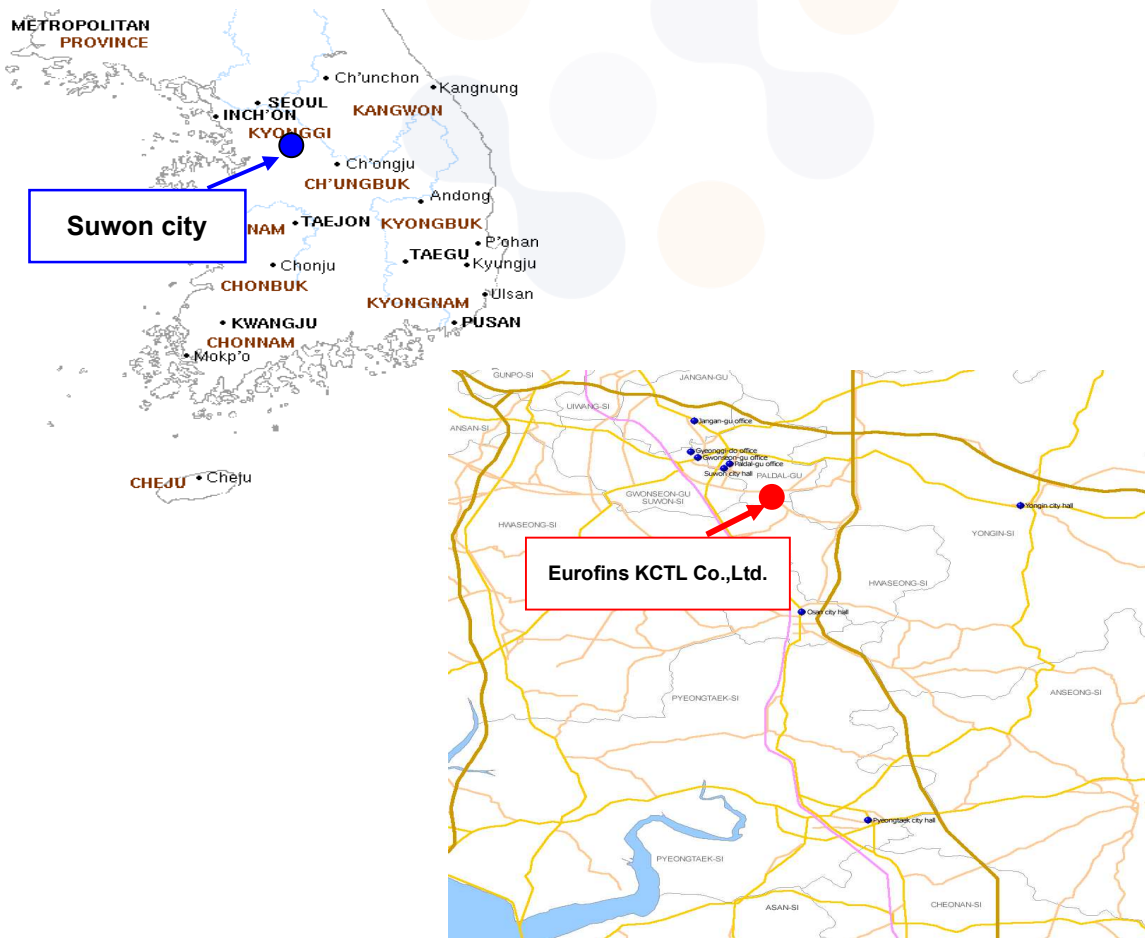 METROPOLITAN
PROVINCE
Ch'unchon
Kangnung
SEOUL
INCH'ON
KANGWON
KYONGGI
Ch'ongju
CH'UNGBUK
Andong
Suwon city
NAM
TAEJON
KYONGBUK
P'ohan
TAEGU
Kyungju
Chonju
CHONBUK
Ulsan
KYONGNAM
KWANGJU
PUSAN
CHONNAM
Mokp'o
CHEJU
Cheju
GUNPO-SI
JANGAN-GU
UIWANG-SI
Jangan-gu office
ANSAN-SI
Gyeonggi-do office
Gwonseon-gu office
Paldal-gu office
Suwon city hall
PALDAL-GU
GWONSEON-GU
SUWON-SI
Yongin city hall
HWASEONG-SI
YONGIN-SI
Eurofins KCTL Co.,Ltd.
HWASEONG-SI
Osan city hall
PYEONGTAEK-SI
ANSEONG-SI
Pyeongtaek city hall
PYEONGTAEK-SI
ASAN-SI
CHEONAN-SI